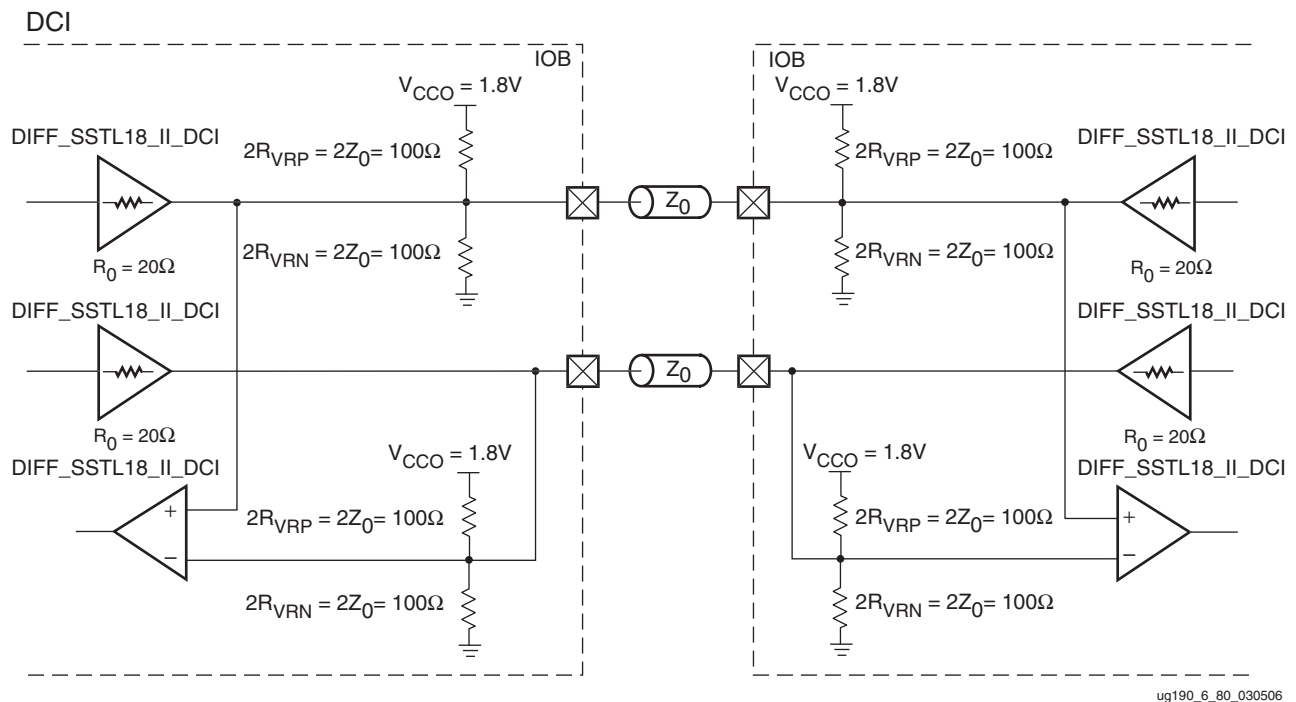 DCI
IOB
IOB
V_CCO = 1.8V
V_CCO = 1.8V
DIFF_SSTL18_II_DCI
2R_VRP = 2Z_0= 100Ω
2R_VRP = 2Z_0= 100Ω
DIFF_SSTL18_II_DCI
Z_0
2R_VRN = 2Z_0= 100Ω
2R_VRN = 2Z_0= 100Ω
R_0 = 20Ω
R_0 = 20Ω
DIFF_SSTL18_II_DCI
DIFF_SSTL18_II_DCI
Z_0
R_0 = 20Ω
R_0 = 20Ω
V_CCO = 1.8V
V_CCO = 1.8V
DIFF_SSTL18_II_DCI
DIFF_SSTL18_II_DCI
+
2R_VRP = 2Z_0= 100Ω
2R_VRP = 2Z_0= 100Ω
+
–
–
2R_VRN = 2Z_0= 100Ω
2R_VRN = 2Z_0= 100Ω
ug190_6_80_030506